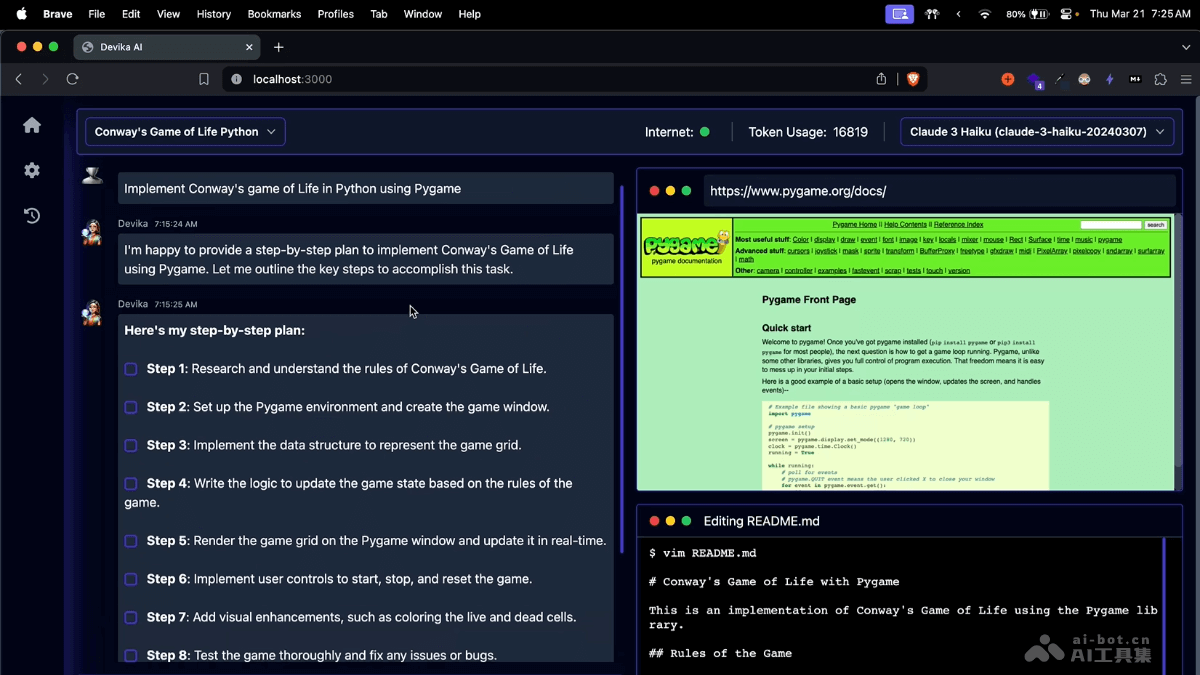 Brave File Edit View History Bookmarks Profiles Tab Window Help
80%
Thu Mar 21 7:25 AM
Devika AI
localhost:3000
4
Conway's Game of Life Python
Internet:
Token Usage: 16819
Claude 3 Haiku (claude-3-haiku-20240307)
Implement Conway's game of Life in Python using Pygame
Devika 7:15:24 AM
I'm happy to provide a step-by-step plan to implement Conway's Game of Life
using Pygame. Let me outline the key steps to accomplish this task.
Devika 7:15:25 AM
Here's my step-by-step plan:
Step 1: Research and understand the rules of Conway's Game of Life.
Step 2: Set up the Pygame environment and create the game window.
Step 3: Implement the data structure to represent the game grid.
Step 4: Write the logic to update the game state based on the rules of the
game.
Step 5: Render the game grid on the Pygame window and update it in real-time.
Step 6: Implement user controls to start, stop, and reset the game.
Step 7: Add visual enhancements, such as coloring the live and dead cells.
Step 8: Test the game thoroughly and fix any issues or bugs.
https://www.pygame.org/docs/
pygame
pygame documentation
Pygame Home || Help Contents || Reference Index
search
Most useful stuff: Color | display | draw | event | font | image | key | locals | mixer | mouse | Rect | Surface | time | music | pygame
Advanced stuff: cursors | joystick | mask | sprite | transform | BufferProxy | freetype | gfxdraw | midi | PixelArray | pixelcopy | sndarray | surfarray
| math
Other: camera | controller | examples | fastevent | scrap | tests | touch | version
Pygame Front Page
Quick start
Welcome to pygame! Once you've got pygame installed (pip install pygame or pip3 install
pygame for most people), the next question is how to get a game loop running. Pygame, unlike
some other libraries, gives you full control of program execution. That freedom means it is easy
to mess up in your initial steps.
Here is a good example of a basic setup (opens the window, updates the screen, and handles
events)--
# Example file showing a basic pygame "game loop"
import pygame
# pygame setup
pygame.init()
screen = pygame.display.set_mode((1280, 720))
clock = pygame.time.Clock()
running = True
while running:
# poll for events
# pygame.QUIT event means the user clicked X to close your window
for event in pygame.event.get():
Editing README.md
$ vim README.md
# Conway's Game of Life with Pygame
This is an implementation of Conway's Game of Life using the Pygame lib
rary.
## Rules of the Game
ai-bot.cn
AI工具集